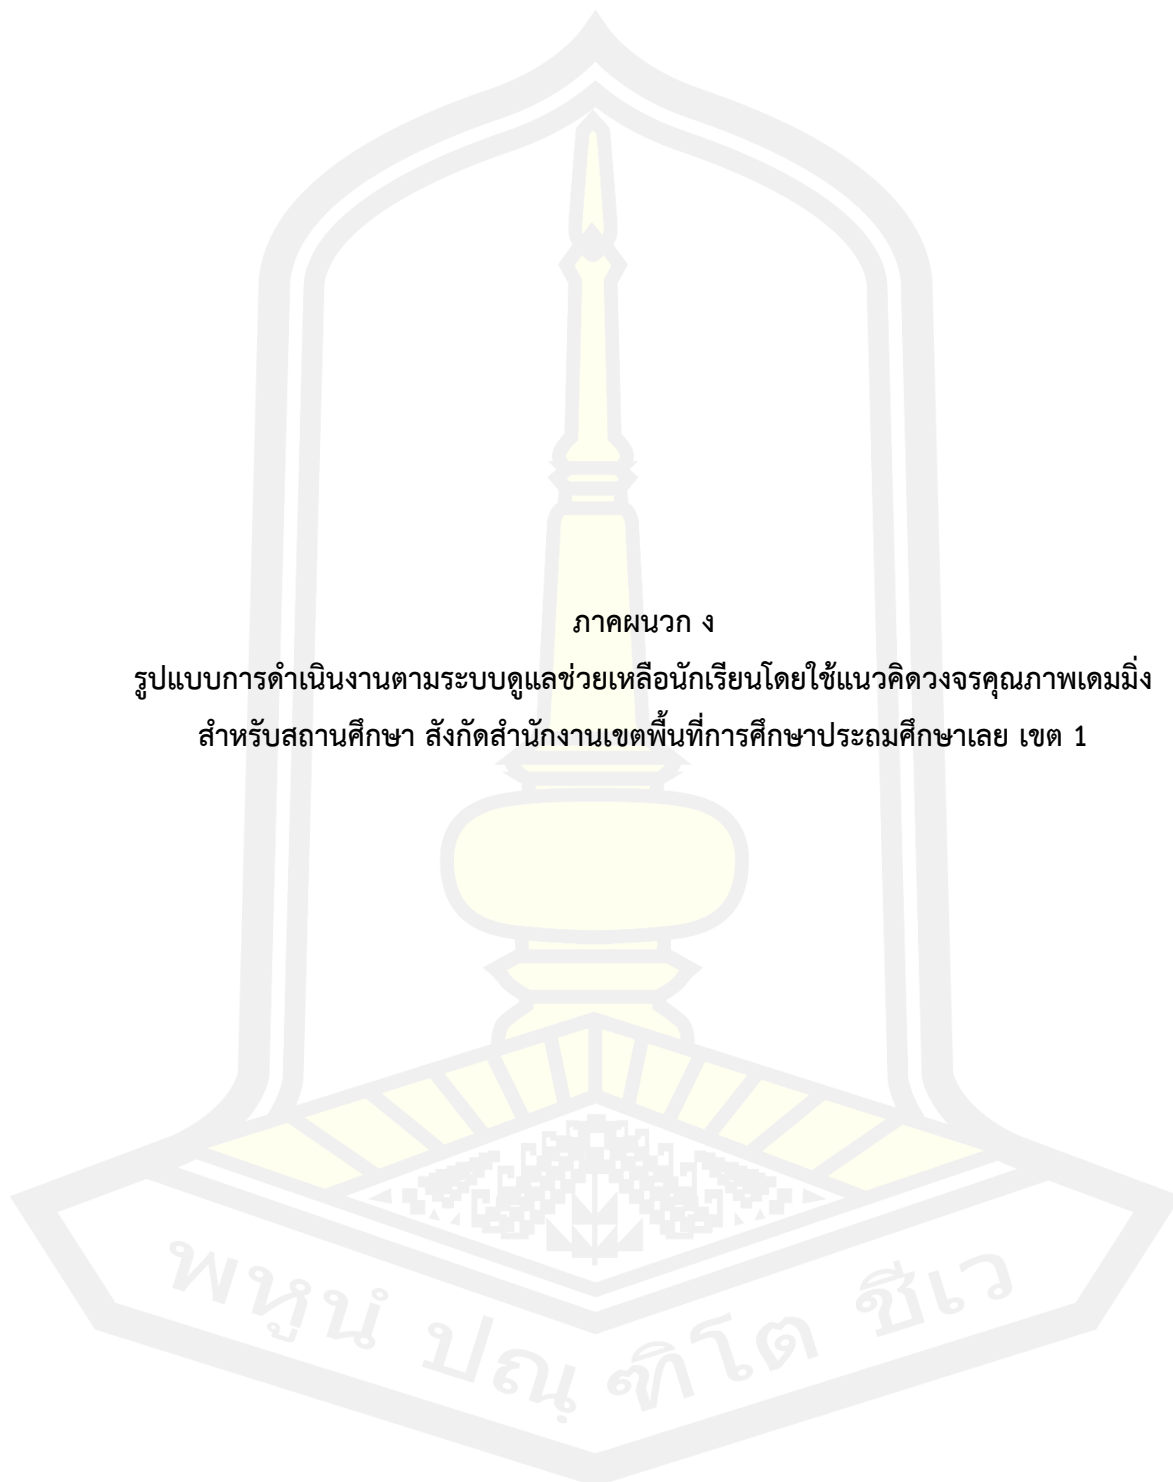 ภาคผนวก ง
รูปแบบการดำเนินงานตามระบบดูแลช่วยเหลือนักเรียนโดยใช้แนวคิดวงจรคุณภาพเดมมิ่ง
สำหรับสถานศึกษา สังกัดสำนักงานเขตพื้นที่การศึกษาประถมศึกษาเลย เขต 1
พหูนํ ปณฺฑิโต ชีเว